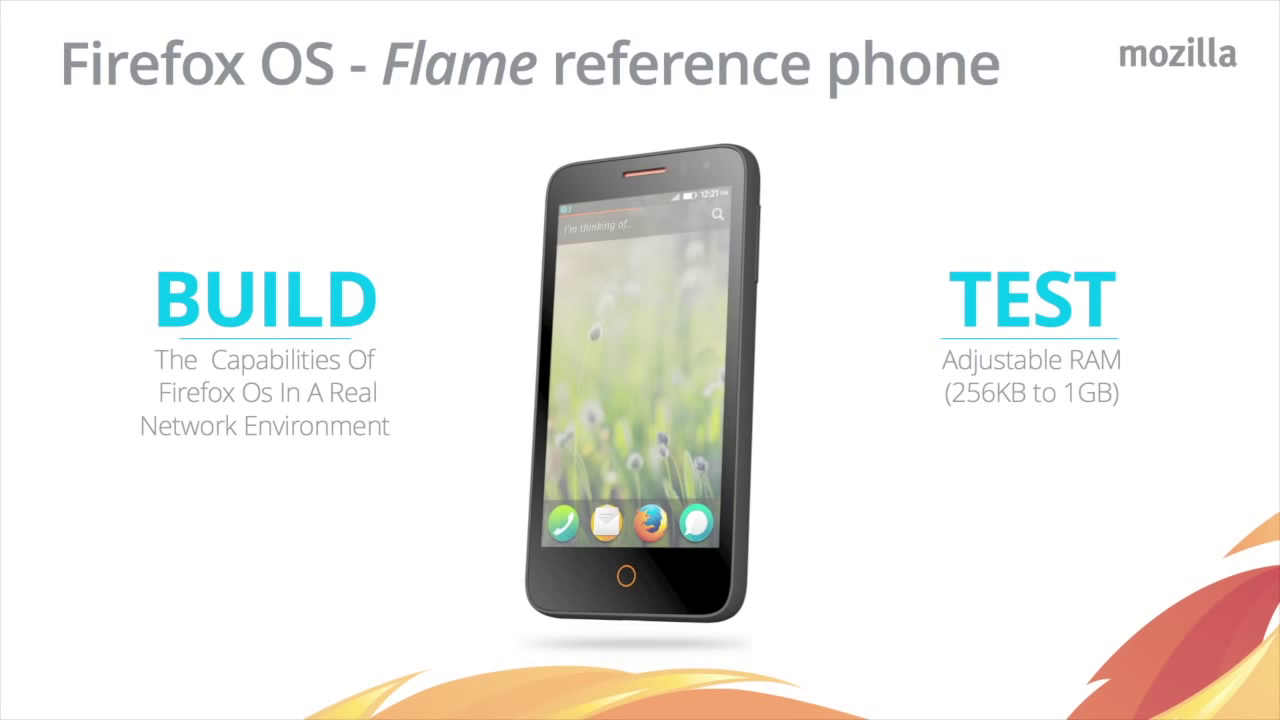 Firefox OS - Flame reference phone
mozilla
12:21 PM
I'm thinking of..
BUILD
The Capabilities Of
Firefox Os In A Real
Network Environment
TEST
Adjustable RAM
(256KB to 1GB)